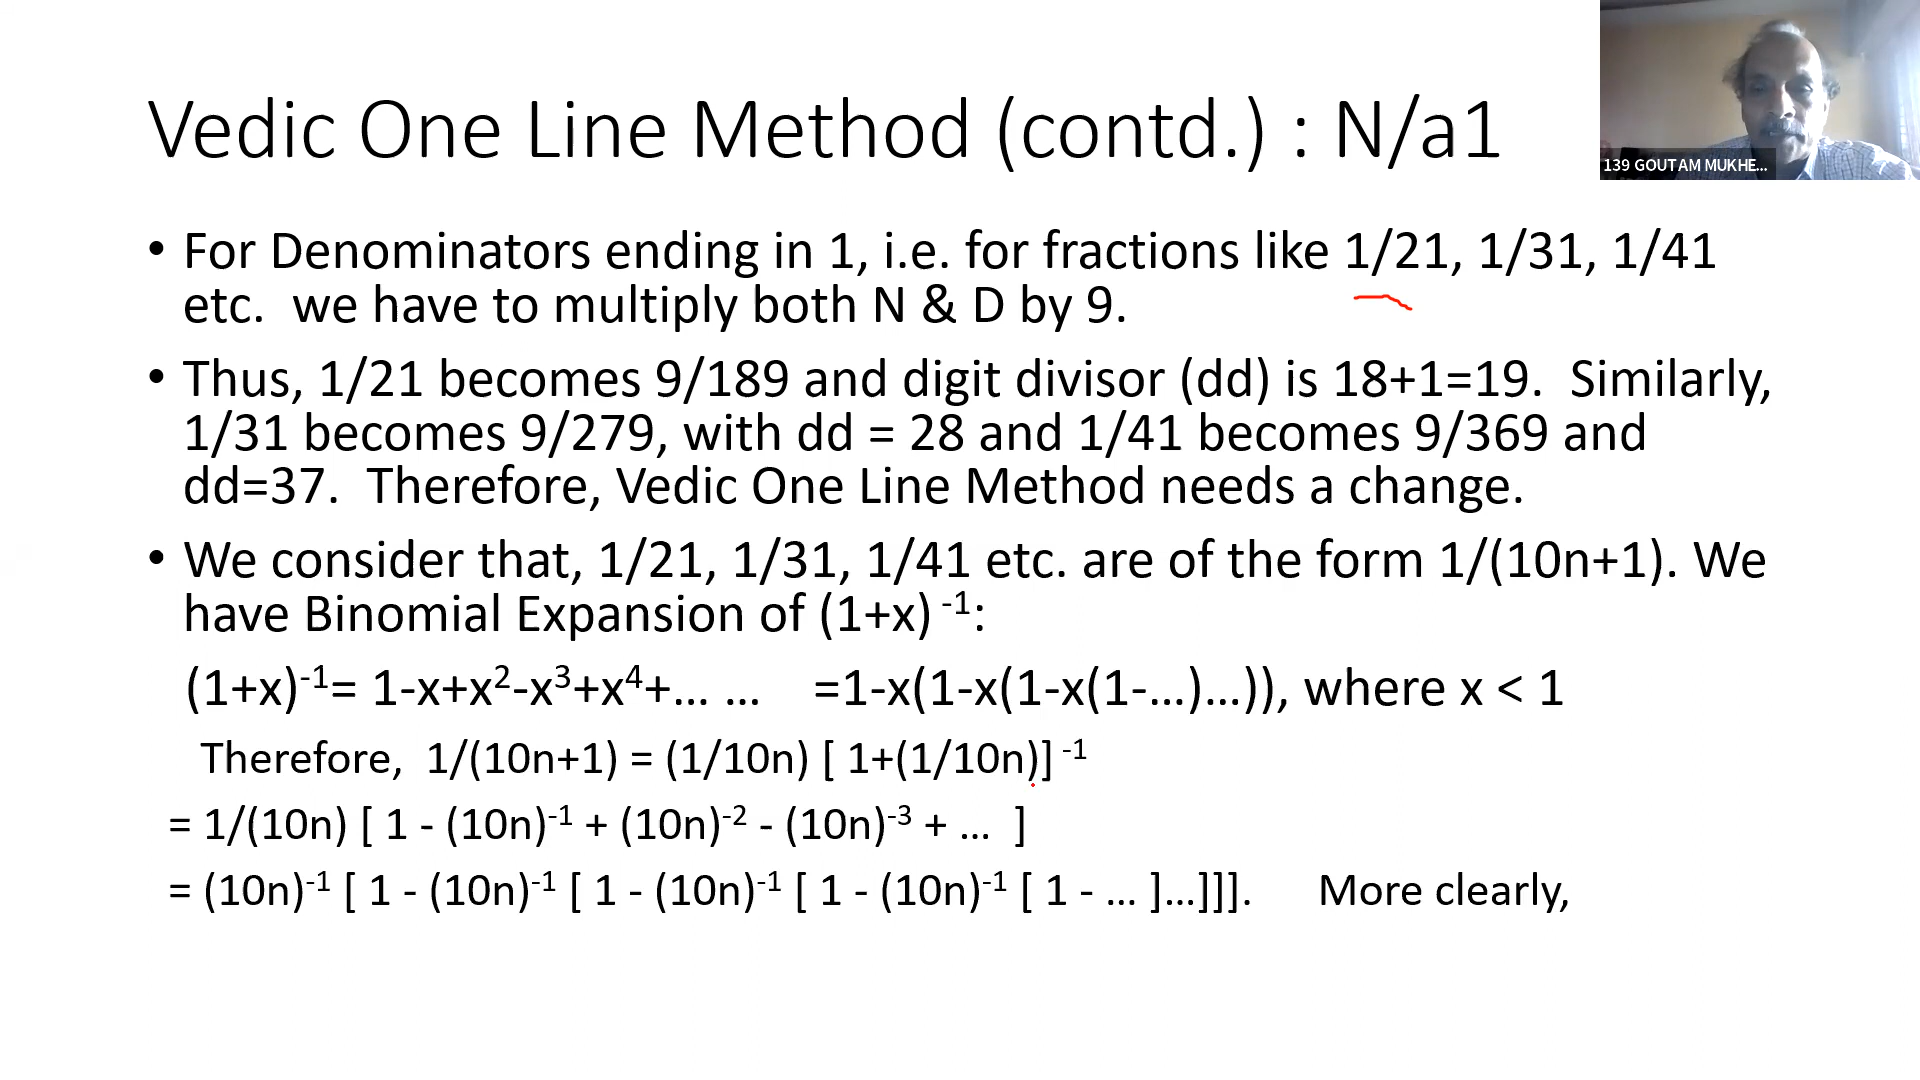 Vedic One Line Method (contd.) : N/a1
139 GOUTAM MUKHE...
• For Denominators ending in 1, i.e. for fractions like 1/21, 1/31, 1/41
etc.  we have to multiply both N & D by 9.
• Thus, 1/21 becomes 9/189 and digit divisor (dd) is 18+1=19.  Similarly,
1/31 becomes 9/279, with dd = 28 and 1/41 becomes 9/369 and
dd=37.  Therefore, Vedic One Line Method needs a change.
• We consider that, 1/21, 1/31, 1/41 etc. are of the form 1/(10n+1). We
have Binomial Expansion of (1+x) ⁻¹:
(1+x)⁻¹= 1-x+x²-x³+x⁴+... ...    =1-x(1-x(1-x(1-...)...)), where x < 1
Therefore,  1/(10n+1) = (1/10n) [ 1+(1/10n)] ⁻¹
= 1/(10n) [ 1 - (10n)⁻¹ + (10n)⁻² - (10n)⁻³ + ...  ]
= (10n)⁻¹ [ 1 - (10n)⁻¹ [ 1 - (10n)⁻¹ [ 1 - (10n)⁻¹ [ 1 - ... ]...]]].      More clearly,